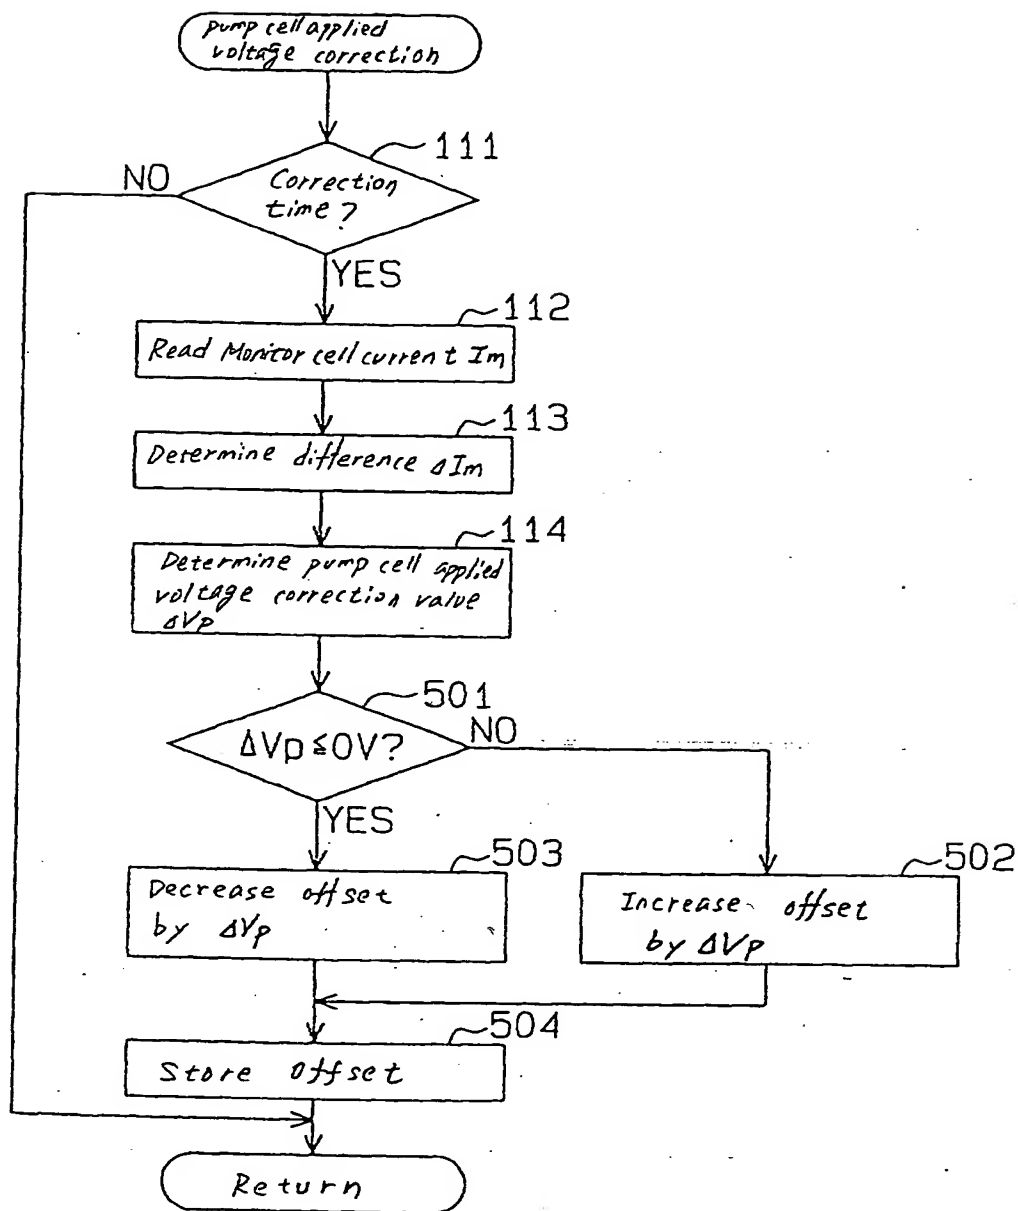 pump cell applied
voltage correction
111
NO
Correction
time?
YES
112
Read Monitor cell current Im
113
Determine difference ΔIm
114
Determine pump cell applied
voltage correction value
ΔVp
501
ΔVp≦0V?
NO
YES
503
Decrease offset
by ΔVp
502
Increase offset
by ΔVp
504
Store offset
Return